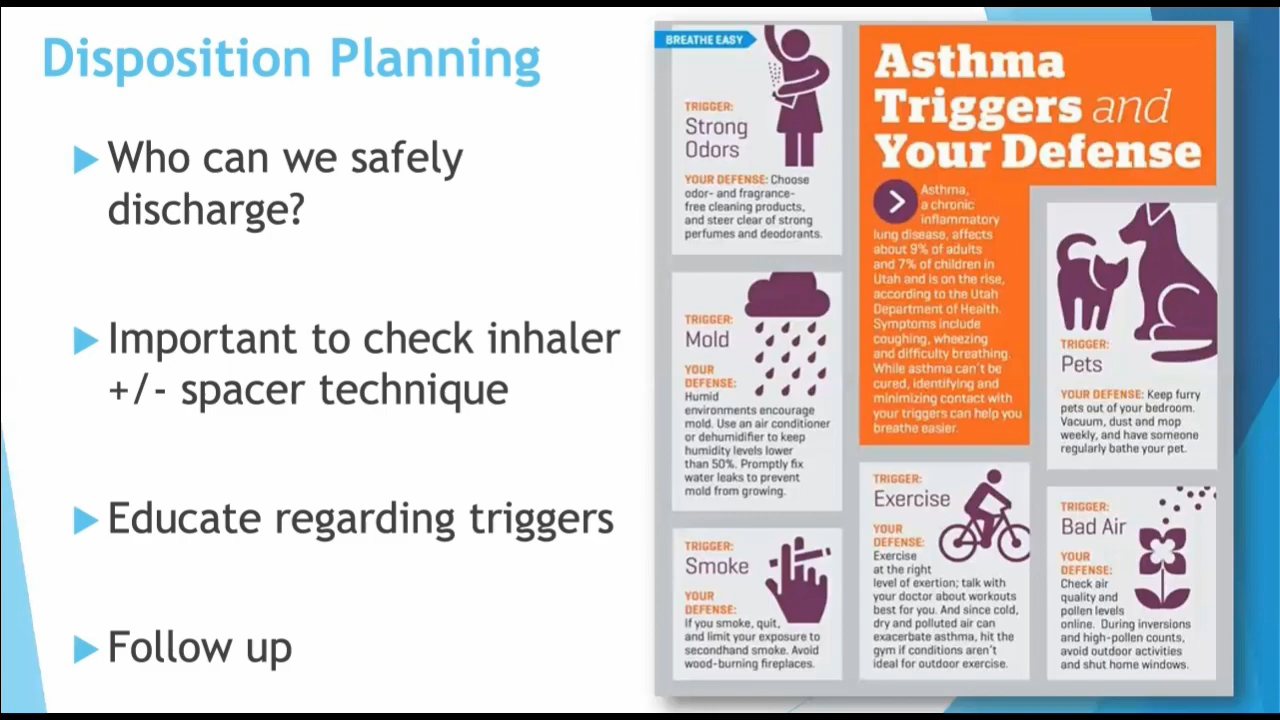 Disposition Planning
Who can we safely
discharge?
Important to check inhaler
+/- spacer technique
Educate regarding triggers
Follow up
BREATHE EASY
TRIGGER:
Strong
Odors
YOUR DEFENSE: Choose
odor- and fragrance-
free cleaning products,
and steer clear of strong
perfumes and deodorants.
TRIGGER:
Mold
YOUR
DEFENSE:
Humid
environments encourage
mold. Use an air conditioner
or dehumidifier to keep
humidity levels lower
than 50%. Promptly fix
water leaks to prevent
mold from growing.
TRIGGER:
Smoke
YOUR
DEFENSE:
If you smoke, quit,
and limit your exposure to
secondhand smoke. Avoid
wood-burning fireplaces.
Asthma
Triggers and
Your Defense
Asthma,
a chronic
inflammatory
lung disease, affects
about 9% of adults
and 7% of children in
Utah and is on the rise,
according to the Utah
Department of Health.
Symptoms include
coughing, wheezing
and difficulty breathing.
While asthma can't be
cured, identifying and
minimizing contact with
your triggers can help you
breathe easier.
TRIGGER:
Exercise
YOUR
DEFENSE:
Exercise
at the right
level of exertion; talk with
your doctor about workouts
best for you. And since cold,
dry and polluted air can
exacerbate asthma, hit the
gym if conditions aren't
ideal for outdoor exercise.
TRIGGER:
Pets
YOUR DEFENSE: Keep furry
pets out of your bedroom.
Vacuum, dust and mop
weekly, and have someone
regularly bathe your pet.
TRIGGER:
Bad Air
YOUR
DEFENSE:
Check air
quality and
pollen levels
online. During inversions
and high-pollen counts,
avoid outdoor activities
and shut home windows.